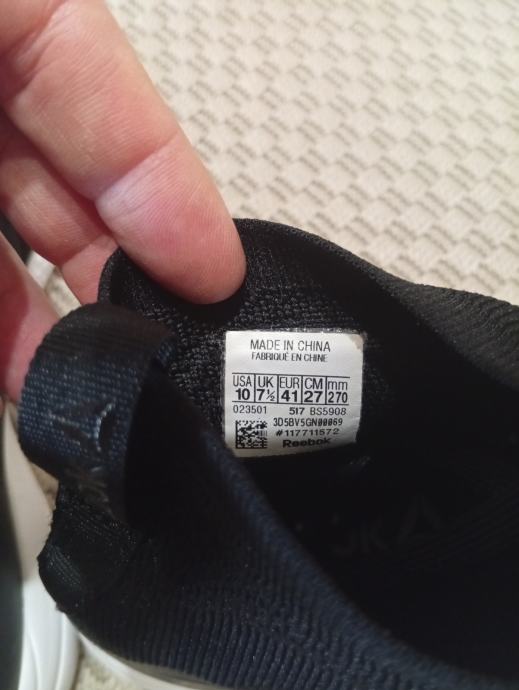 MADE IN CHINA
FABRIQUÉ EN CHINE
USA UK EUR CM mm
10 7½ 41 27 270
023501 517 BS5908
3D5BV5GN00069
#117711572
Reebok